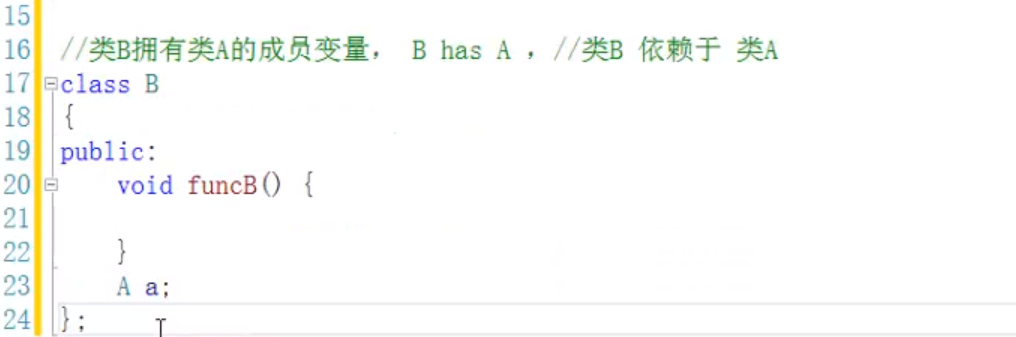 15
16 //类B拥有类A的成员变量， B has A ，//类B 依赖于 类A
17 class B
18 {
19 public:
20     void funcB() {
21
22     }
23     A a;
24 };